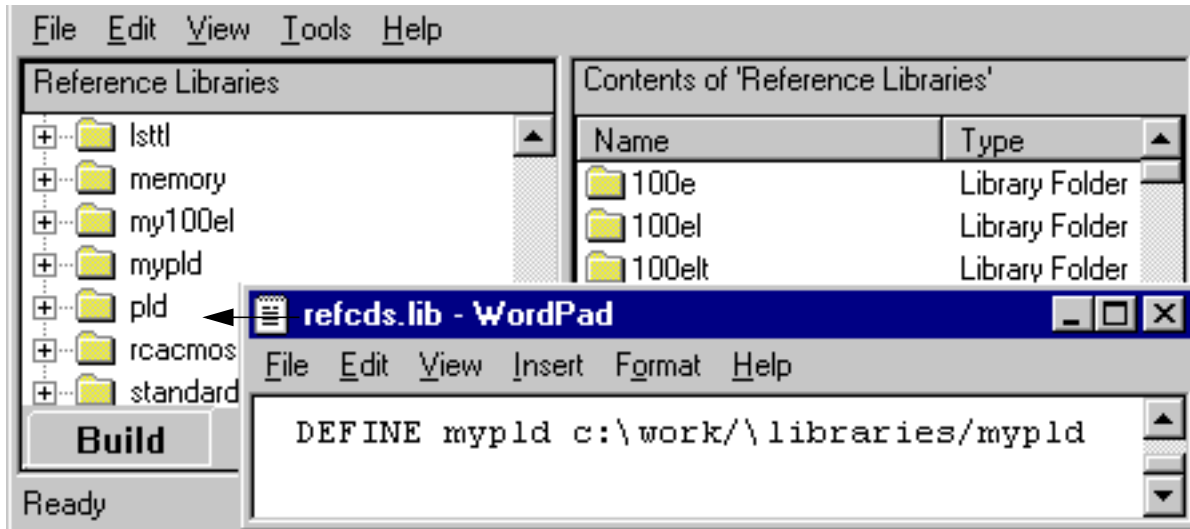 File Edit View Tools Help
Reference Libraries
lsttl
memory
my100el
mypld
pld
rcacmos
standard
Build
Ready
Contents of 'Reference Libraries'
Name Type
100e Library Folder
100el Library Folder
100elt Library Folder
refcds.lib - WordPad
File Edit View Insert Format Help
DEFINE mypld c:\work/\libraries/mypld